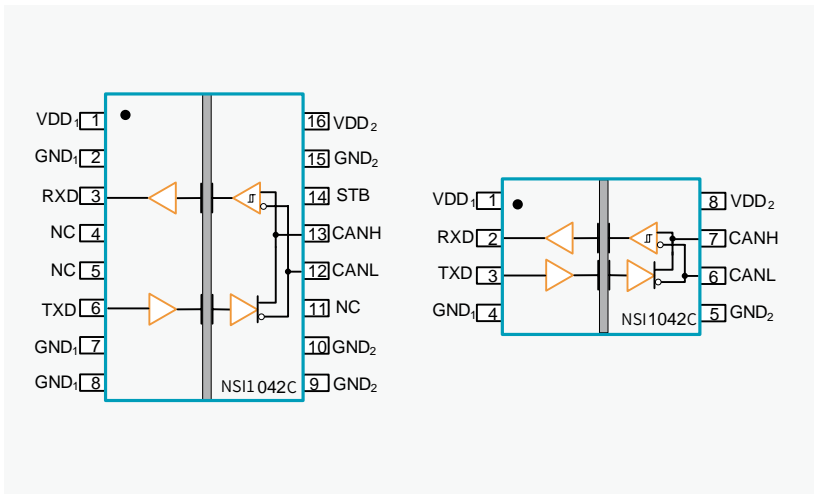 VDD₁ 1
GND₁ 2
RXD 3
NC 4
NC 5
TXD 6
GND₁ 7
GND₁ 8
16 VDD₂
15 GND₂
14 STB
13 CANH
12 CANL
11 NC
10 GND₂
9 GND₂
NSI1042C
VDD₁ 1
RXD 2
TXD 3
GND₁ 4
8 VDD₂
7 CANH
6 CANL
5 GND₂
NSI1042C